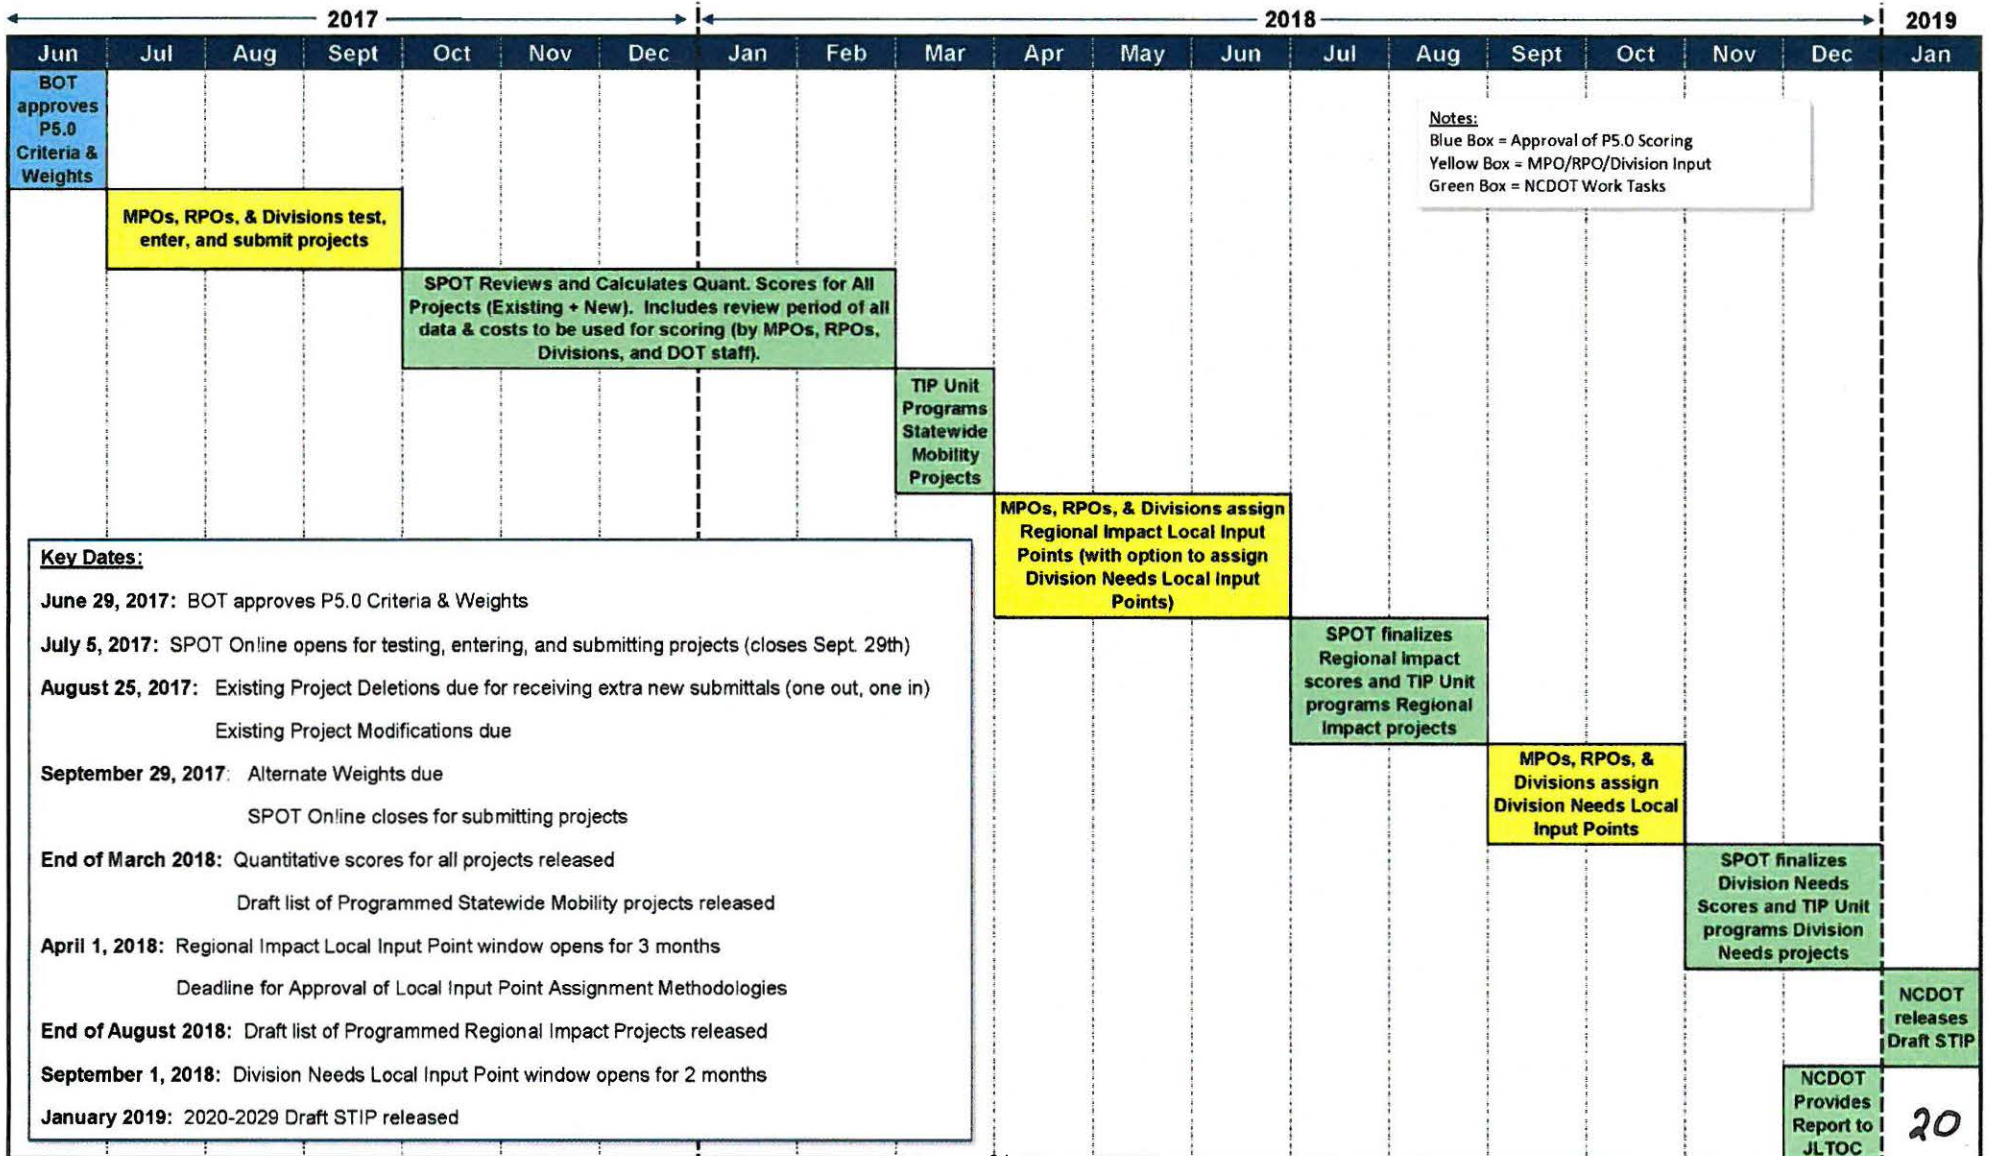 2017 2018 2019
Jun Jul Aug Sept Oct Nov Dec Jan Feb Mar Apr May Jun Jul Aug Sept Oct Nov Dec Jan
BOT
approves
P5.0
Criteria &
Weights
Notes:
Blue Box = Approval of P5.0 Scoring
Yellow Box = MPO/RPO/Division Input
Green Box = NCDOT Work Tasks
MPOs, RPOs, & Divisions test,
enter, and submit projects
SPOT Reviews and Calculates Quant. Scores for All
Projects (Existing + New). Includes review period of all
data & costs to be used for scoring (by MPOs, RPOs,
Divisions, and DOT staff).
TIP Unit
Programs
Statewide
Mobility
Projects
MPOs, RPOs, & Divisions assign
Regional Impact Local Input
Points (with option to assign
Division Needs Local Input
Points)
SPOT finalizes
Regional Impact
scores and TIP Unit
programs Regional
Impact projects
MPOs, RPOs, &
Divisions assign
Division Needs Local
Input Points
SPOT finalizes
Division Needs
Scores and TIP Unit
programs Division
Needs projects
NCDOT
releases
Draft STIP
NCDOT
Provides
Report to
JLTOC
Key Dates:
June 29, 2017: BOT approves P5.0 Criteria & Weights
July 5, 2017: SPOT On!ine opens for testing, entering, and submitting projects (closes Sept. 29th)
August 25, 2017: Existing Project Deletions due for receiving extra new submittals (one out, one in)
Existing Project Modifications due
September 29, 2017: Alternate Weights due
SPOT On!ine closes for submitting projects
End of March 2018: Quantitative scores for all projects released
Draft list of Programmed Statewide Mobility projects released
April 1, 2018: Regional Impact Local Input Point window opens for 3 months
Deadline for Approval of Local Input Point Assignment Methodologies
End of August 2018: Draft list of Programmed Regional Impact Projects released
September 1, 2018: Division Needs Local Input Point window opens for 2 months
January 2019: 2020-2029 Draft STIP released
20